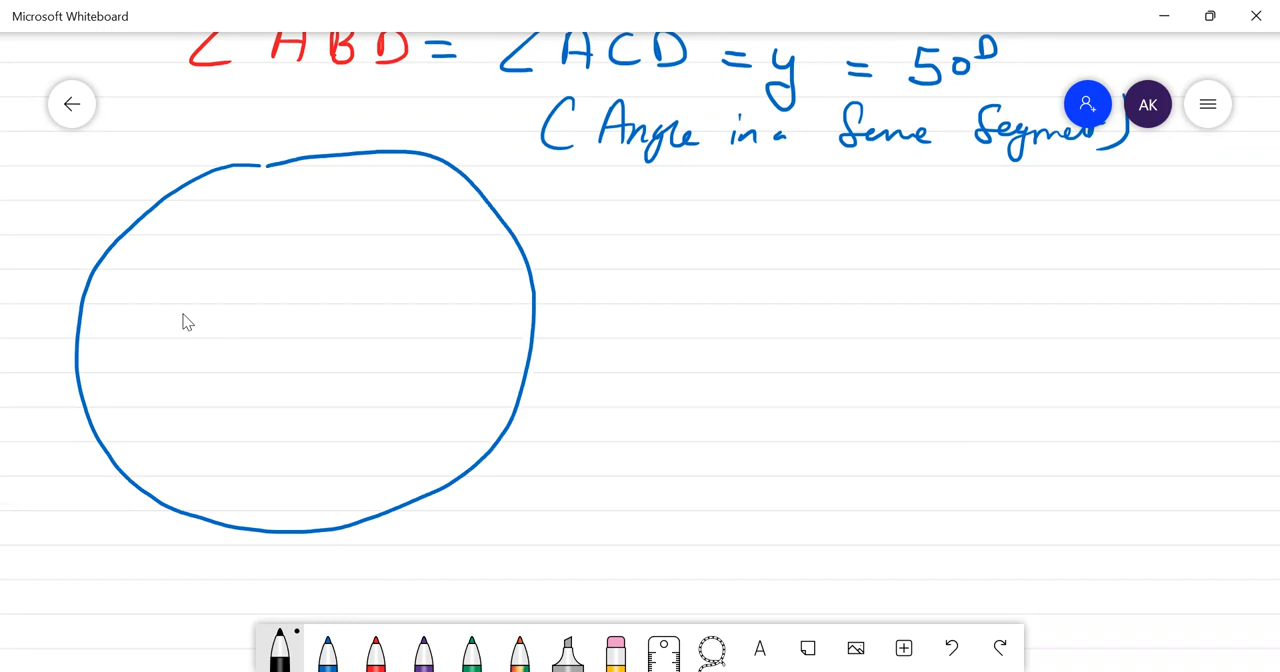 Microsoft Whiteboard
∠ABD = ∠ACD = y = 50°
(Angle in a Same Segment)
AK
A